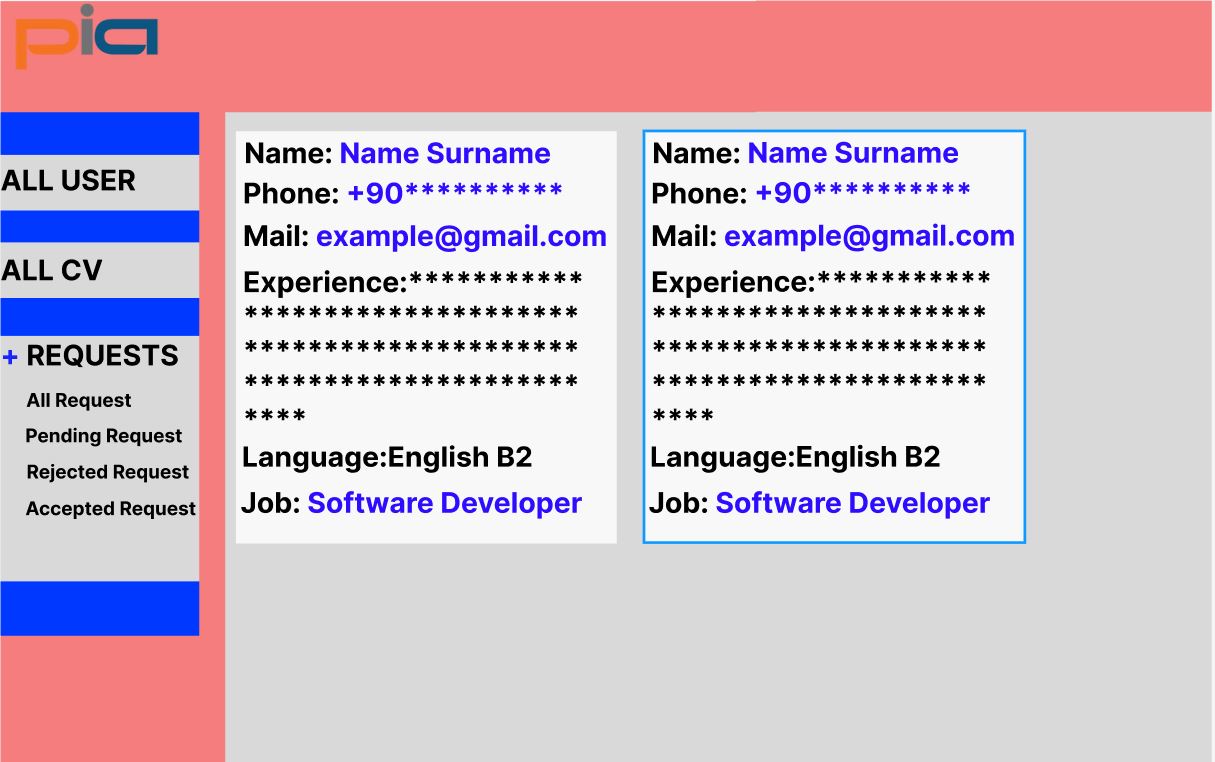 pia
ALL USER
ALL CV
+ REQUESTS
All Request
Pending Request
Rejected Request
Accepted Request
Name: Name Surname
Phone: +90**********
Mail: example@gmail.com
Experience:***********
*********************
*********************
*********************
****
Language:English B2
Job: Software Developer
Name: Name Surname
Phone: +90**********
Mail: example@gmail.com
Experience:***********
*********************
*********************
*********************
****
Language:English B2
Job: Software Developer